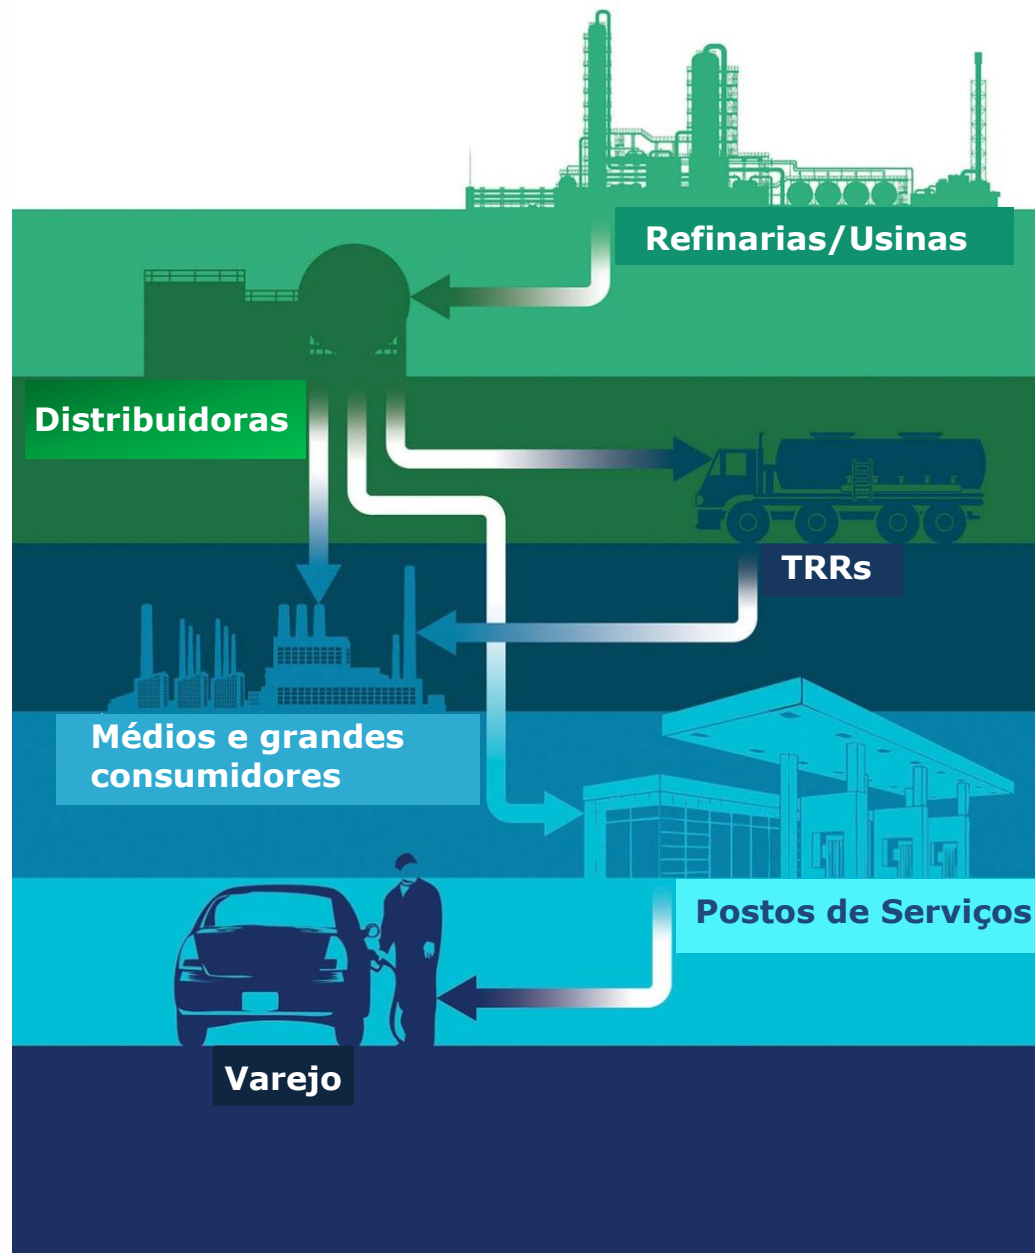 Refinarias/Usinas
Distribuidoras
TRRs
Médios e grandes
consumidores
Postos de Serviços
Varejo